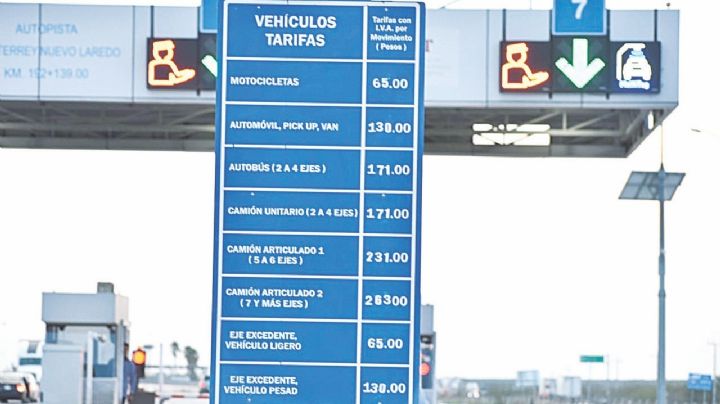 AUTOPISTA
TERREY NUEVO LAREDO
KM. 192+139.00
7
VEHÍCULOS
TARIFAS
Tarifas con
I.V.A. por
Movimiento
( Pesos )
MOTOCICLETAS 65.00
AUTOMÓVIL, PICK UP, VAN 130.00
AUTOBÚS ( 2 A 4 EJES ) 171.00
CAMIÓN UNITARIO ( 2 A 4 EJES ) 171.00
CAMIÓN ARTICULADO 1
( 5 A 6 EJES ) 231.00
CAMIÓN ARTICULADO 2
( 7 Y MÁS EJES ) 26300
EJE EXCEDENTE,
VEHÍCULO LIGERO 65.00
EJE EXCEDENTE,
VEHÍCULO PESAD 130.00